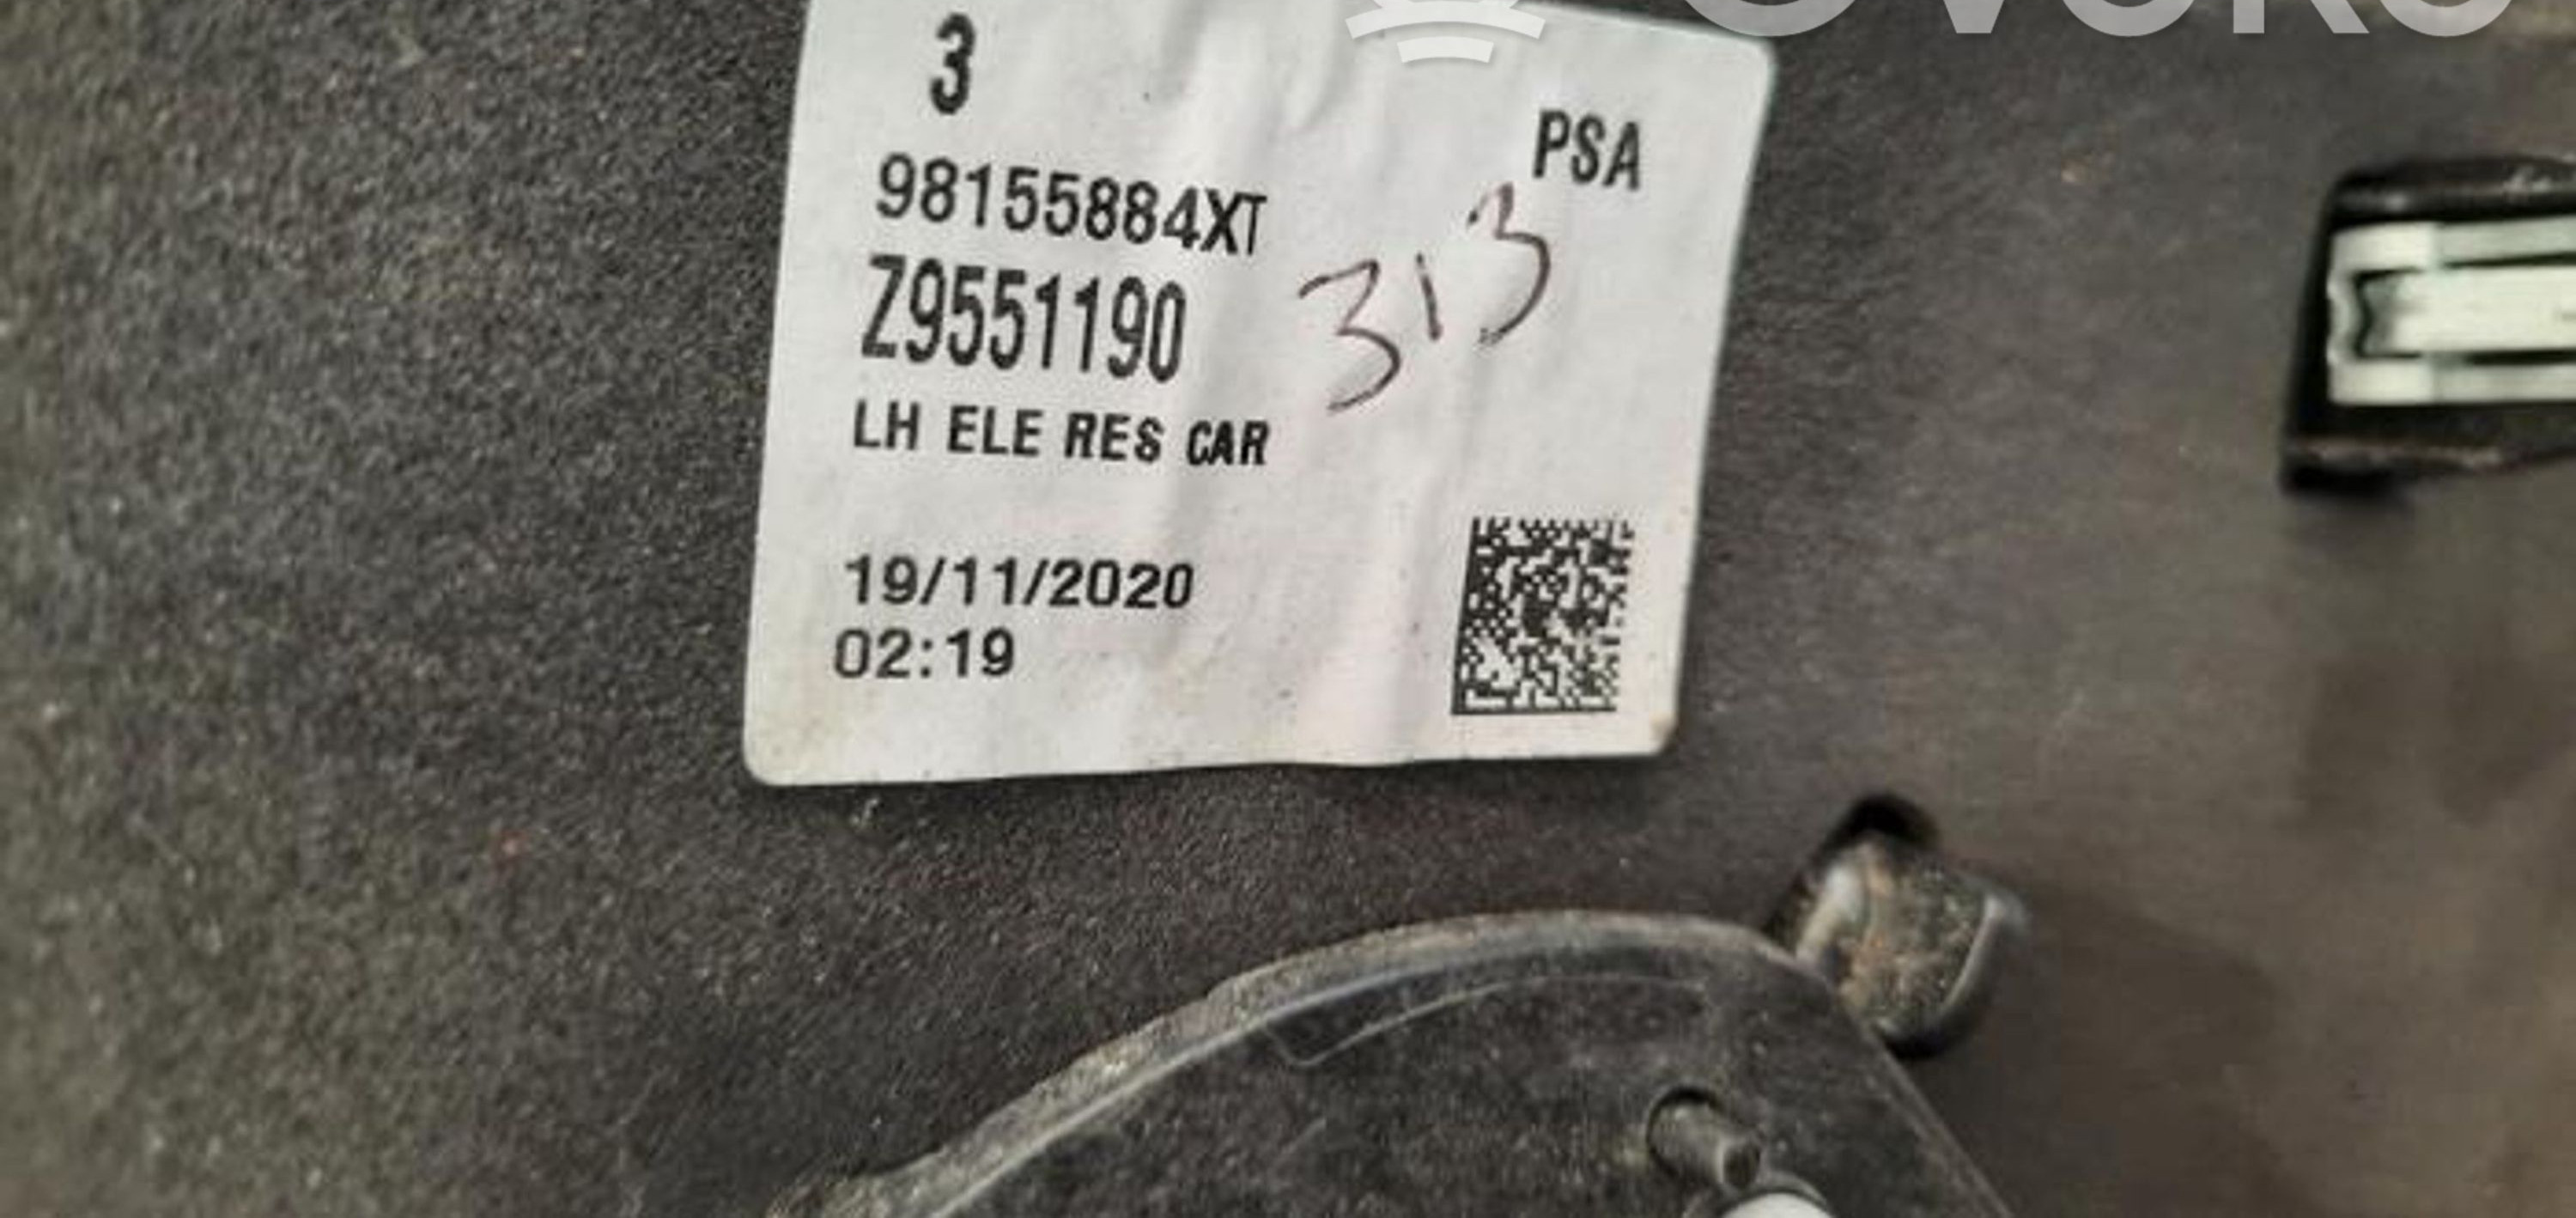 3
PSA
98155884XT
313
Z9551190
LH ELE RES CAR
19/11/2020
02:19